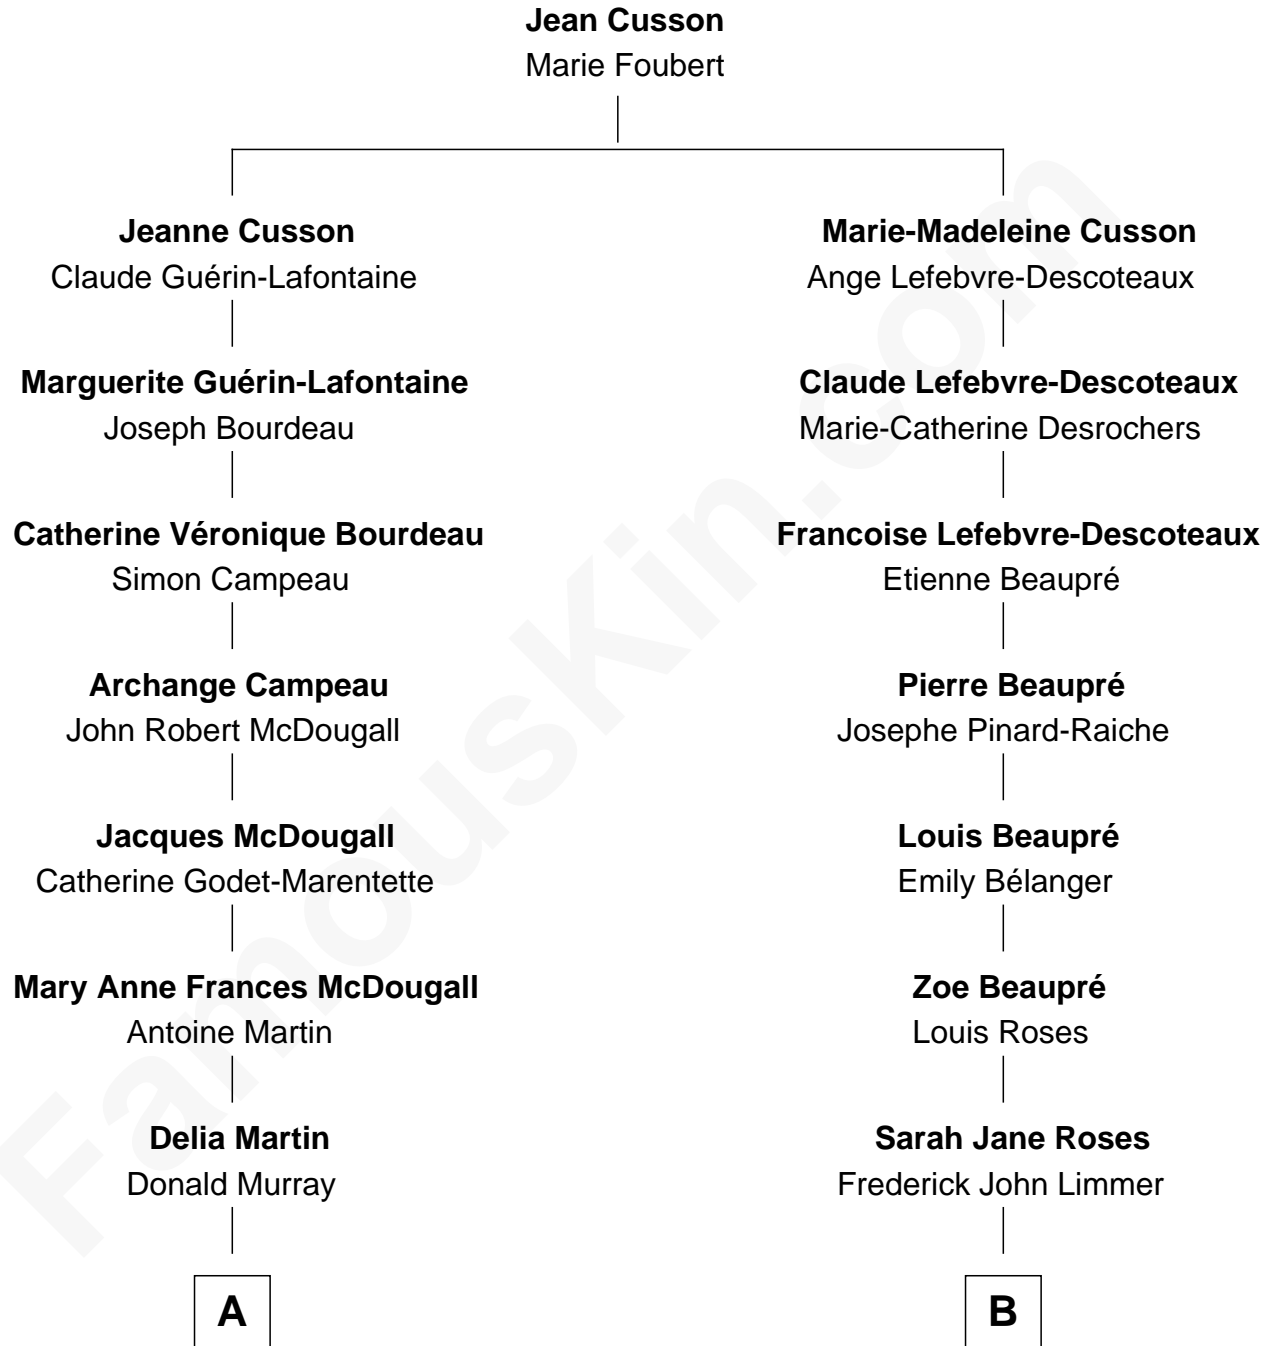 Jean Cusson
Marie Foubert
Jeanne Cusson
Claude Guérin-Lafontaine
Marie-Madeleine Cusson
Ange Lefebvre-Descoteaux
Marguerite Guérin-Lafontaine
Joseph Bourdeau
Claude Lefebvre-Descoteaux
Marie-Catherine Desrochers
Catherine Véronique Bourdeau
Simon Campeau
Francoise Lefebvre-Descoteaux
Etienne Beaupré
Archange Campeau
John Robert McDougall
Pierre Beaupré
Josephe Pinard-Raiche
Jacques McDougall
Catherine Godet-Marentette
Louis Beaupré
Emily Bélanger
Mary Anne Frances McDougall
Antoine Martin
Zoe Beaupré
Louis Roses
Delia Martin
Donald Murray
Sarah Jane Roses
Frederick John Limmer
A
B
FamousKin.com